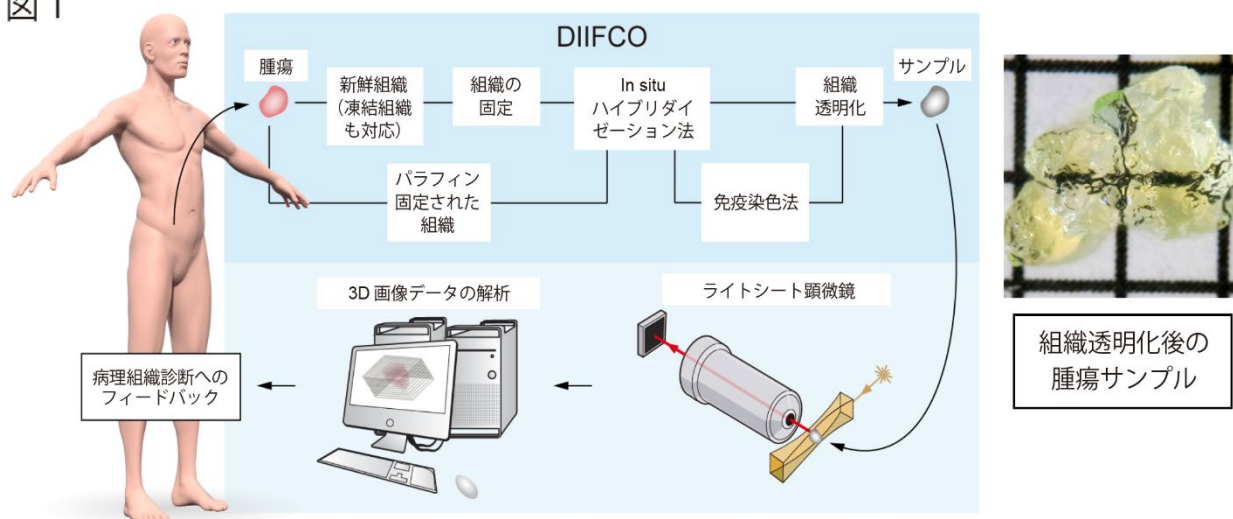 図1
DIIFCO
腫瘍
新鮮組織
(凍結組織
も対応)
組織の
固定
In situ
ハイブリダイ
ゼーション法
組織
透明化
サンプル
パラフィン
固定された
組織
免疫染色法
3D 画像データの解析
ライトシート顕微鏡
病理組織診断への
フィードバック
組織透明化後の
腫瘍サンプル